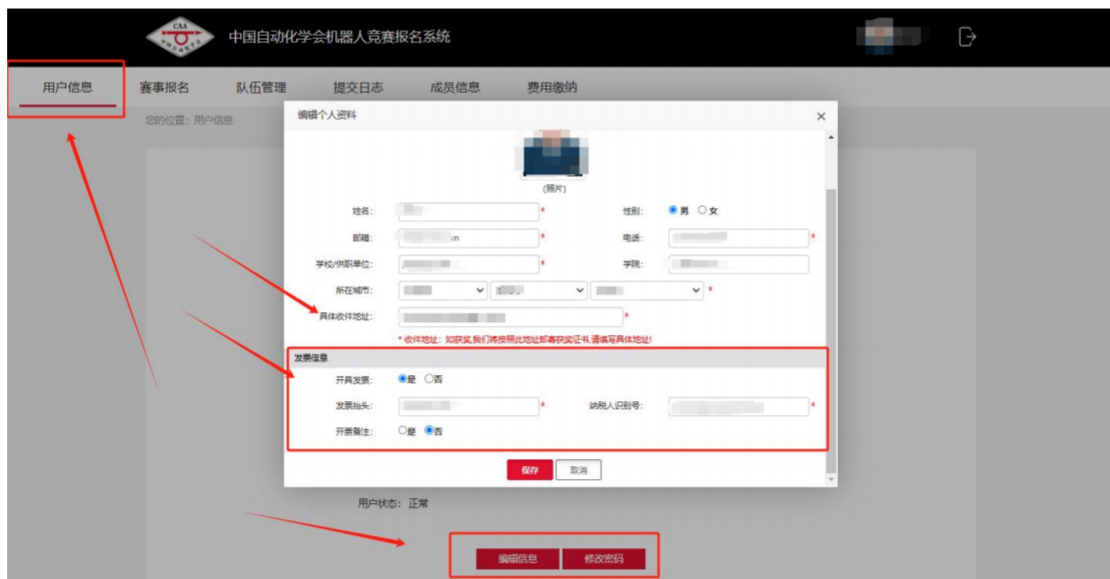 CAA
中国自动化学会机器人竞赛报名系统
用户信息 赛事报名 队伍管理 提交日志 成员信息 费用缴纳
您的位置：用户信息
编辑个人资料 ×
(照片)
姓名： * 性别： 男 女
邮箱： * 电话： *
学校/供职单位： * 学院：
所在城市： *
具体收件地址： *
* 收件地址：如获奖,我们将按照此地址邮寄获奖证书,请填写具体地址!
发票信息
开具发票： 是 否
发票抬头： * 纳税人识别号： *
开票备注： 是 否
保存 取消
用户状态：正常
编辑信息 修改密码